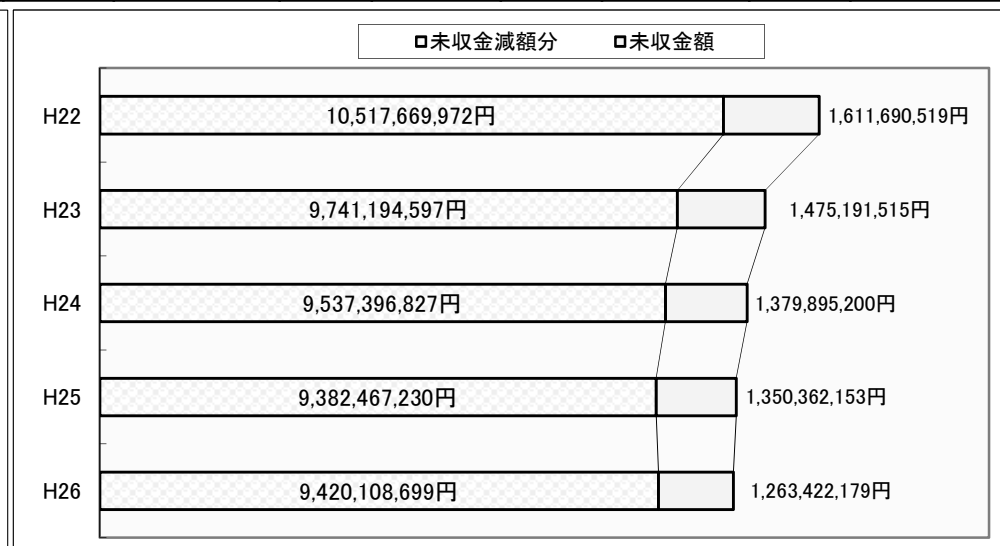 未収金減額分 未収金額
H22 10,517,669,972円 1,611,690,519円
H23 9,741,194,597円 1,475,191,515円
H24 9,537,396,827円 1,379,895,200円
H25 9,382,467,230円 1,350,362,153円
H26 9,420,108,699円 1,263,422,179円